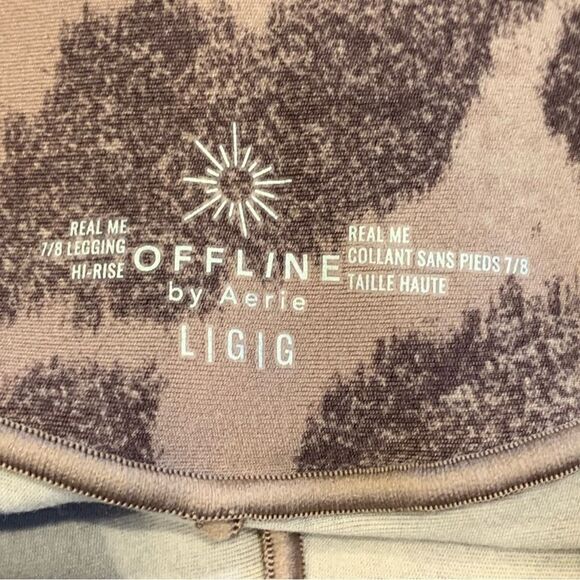 REAL ME
7/8 LEGGING
HI-RISE
OFFLINE
by Aerie
L|G|G
REAL ME
COLLANT SANS PIEDS 7/8
TAILLE HAUTE